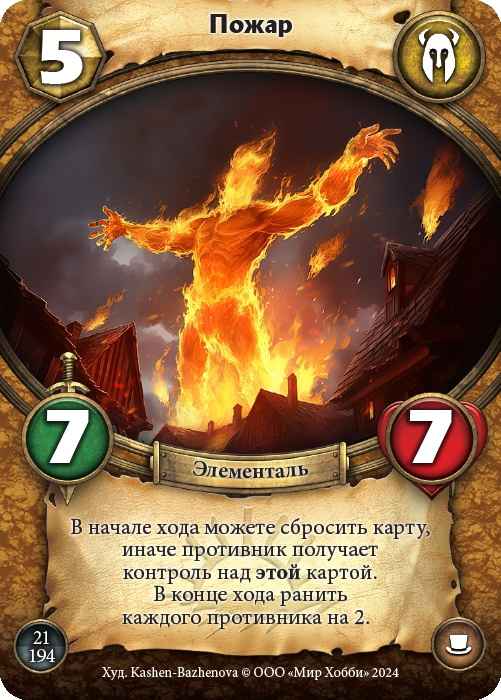 Пожар
5
7
7
Элементаль
В начале хода можете сбросить карту,
иначе противник получает
контроль над этой картой.
В конце хода ранить
каждого противника на 2.
21
194
Худ. Kashen-Bazhenova © ООО «Мир Хобби» 2024